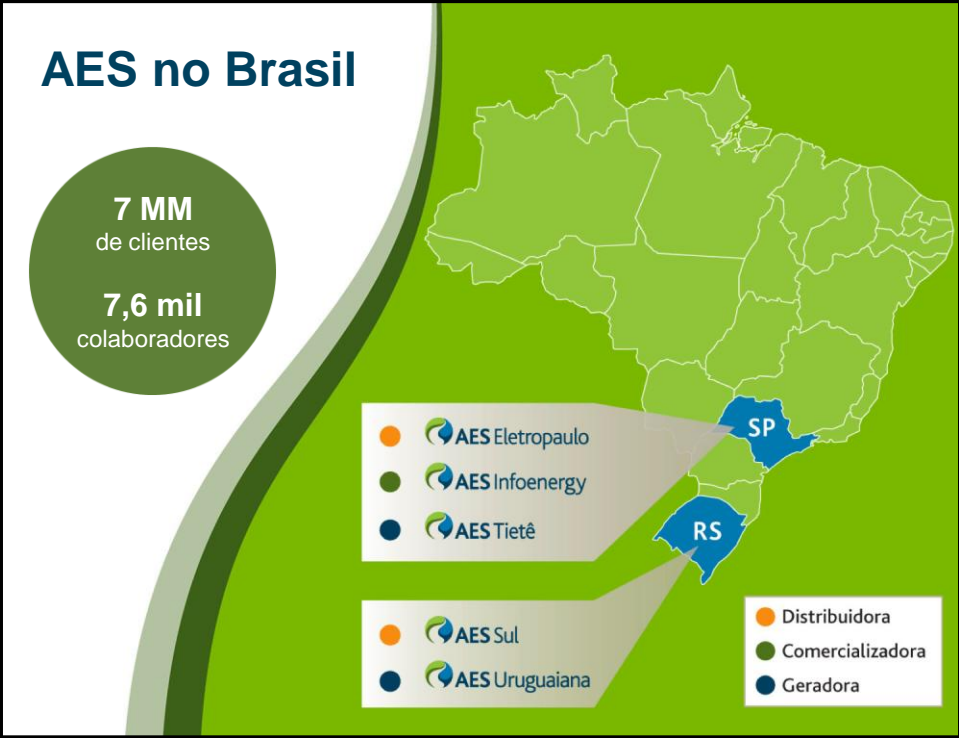 AES no Brasil
7 MM
de clientes
7,6 mil
colaboradores
AES Eletropaulo
AES Infoenergy
AES Tietê
AES Sul
AES Uruguaiana
SP
RS
Distribuidora
Comercializadora
Geradora